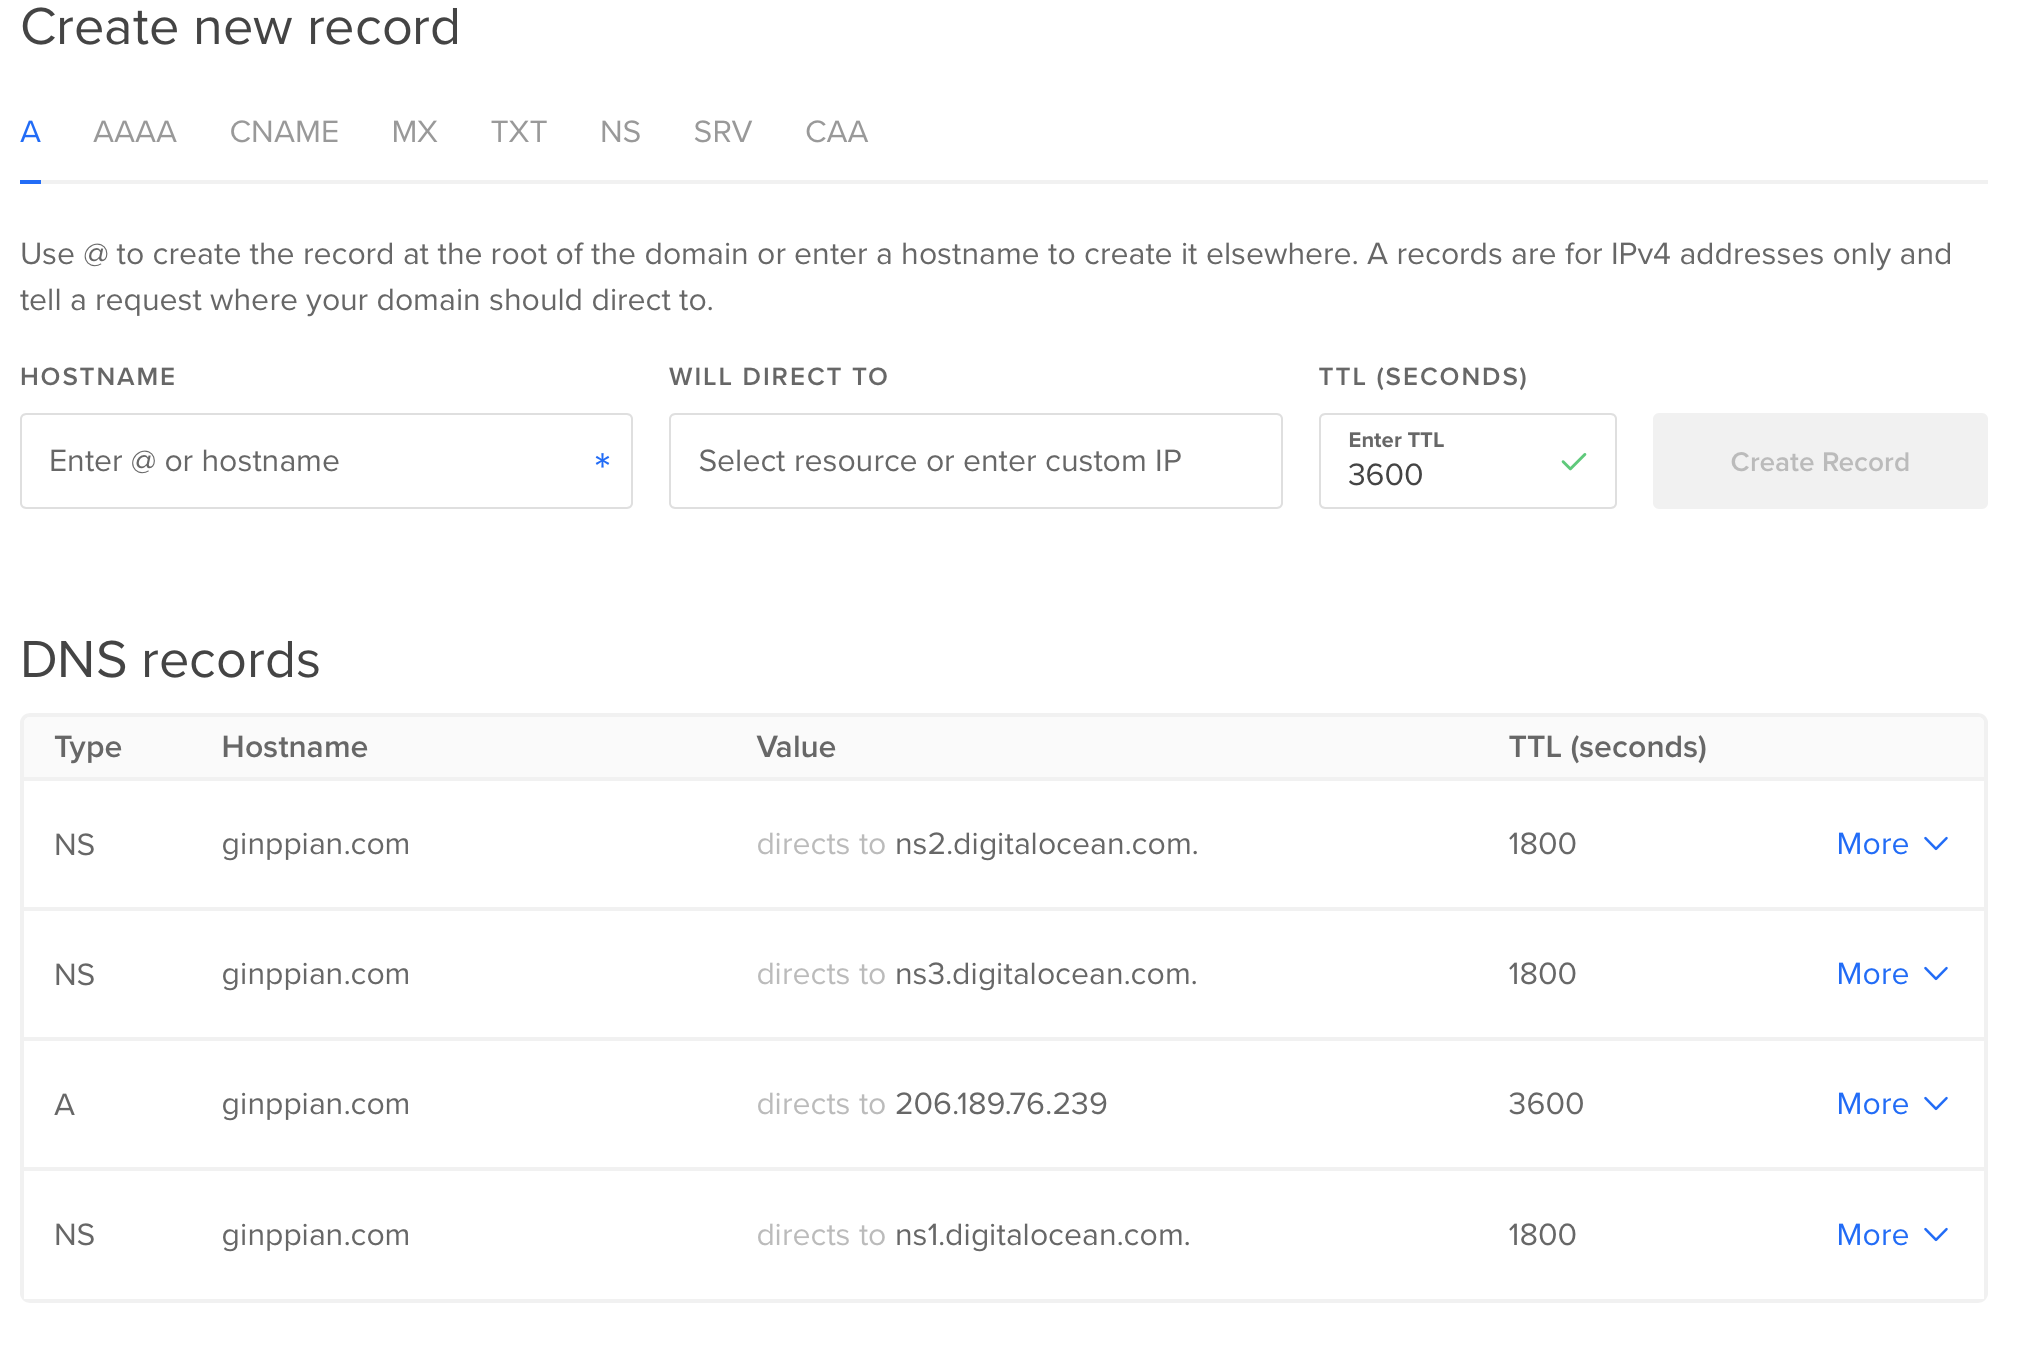 Create new record
A AAAA CNAME MX TXT NS SRV CAA
Use @ to create the record at the root of the domain or enter a hostname to create it elsewhere. A records are for IPv4 addresses only and
tell a request where your domain should direct to.
HOSTNAME WILL DIRECT TO TTL (SECONDS)
Enter @ or hostname * Select resource or enter custom IP Enter TTL
3600 Create Record
DNS records
Type Hostname Value TTL (seconds)
NS ginppian.com directs to ns2.digitalocean.com. 1800 More
NS ginppian.com directs to ns3.digitalocean.com. 1800 More
A ginppian.com directs to 206.189.76.239 3600 More
NS ginppian.com directs to ns1.digitalocean.com. 1800 More